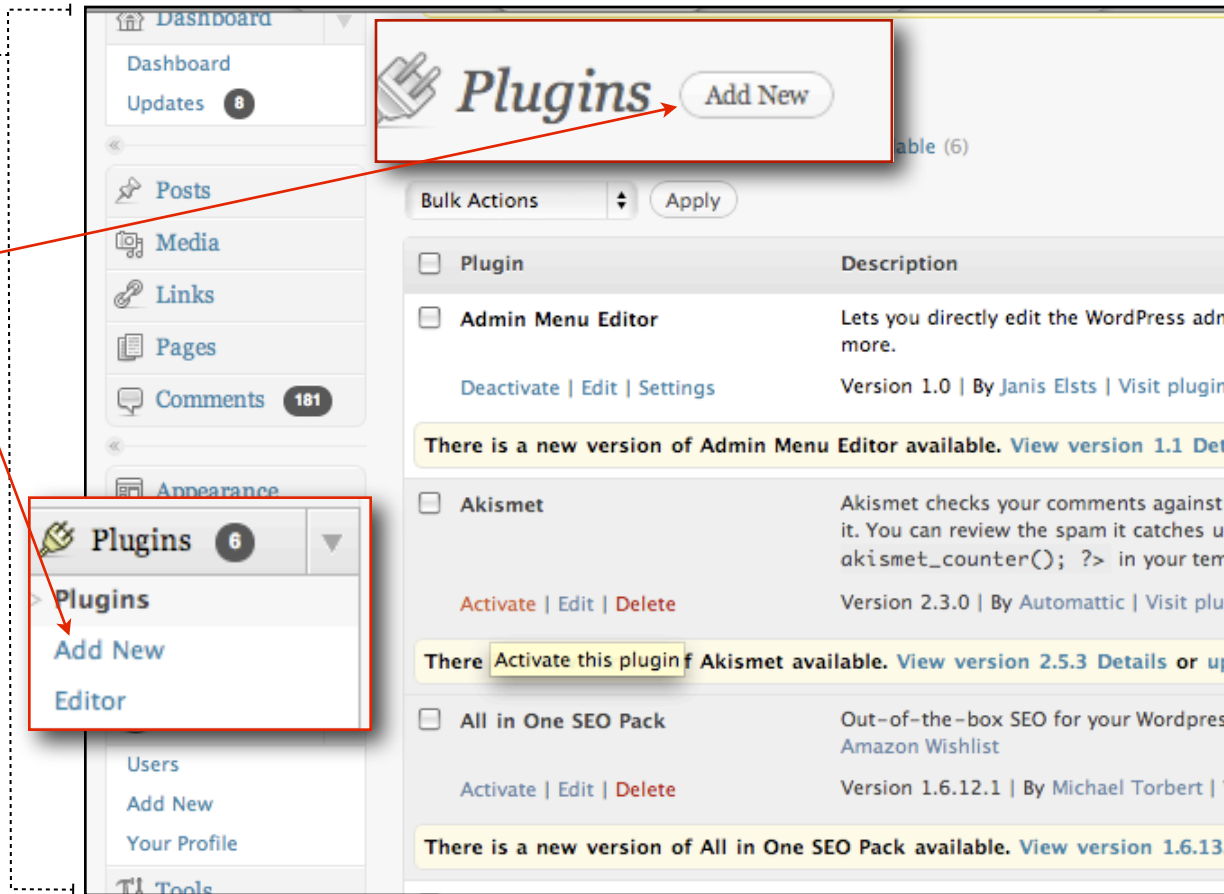 Dashboard
Dashboard
Updates 8
Posts
Media
Links
Pages
Comments 181
Appearance
Plugins 6
Plugins
Add New
Editor
Users
Add New
Your Profile
Tools
Plugins Add New
able (6)
Bulk Actions Apply
Plugin Description
Admin Menu Editor Lets you directly edit the WordPress adm
more.
Deactivate | Edit | Settings Version 1.0 | By Janis Elsts | Visit plugin
There is a new version of Admin Menu Editor available. View version 1.1 Det
Akismet Akismet checks your comments against
it. You can review the spam it catches u
akismet_counter(); ?> in your tem
Activate | Edit | Delete Version 2.3.0 | By Automattic | Visit plu
There Activate this plugin f Akismet available. View version 2.5.3 Details or up
All in One SEO Pack Out-of-the-box SEO for your Wordpres
Amazon Wishlist
Activate | Edit | Delete Version 1.6.12.1 | By Michael Torbert |
There is a new version of All in One SEO Pack available. View version 1.6.13